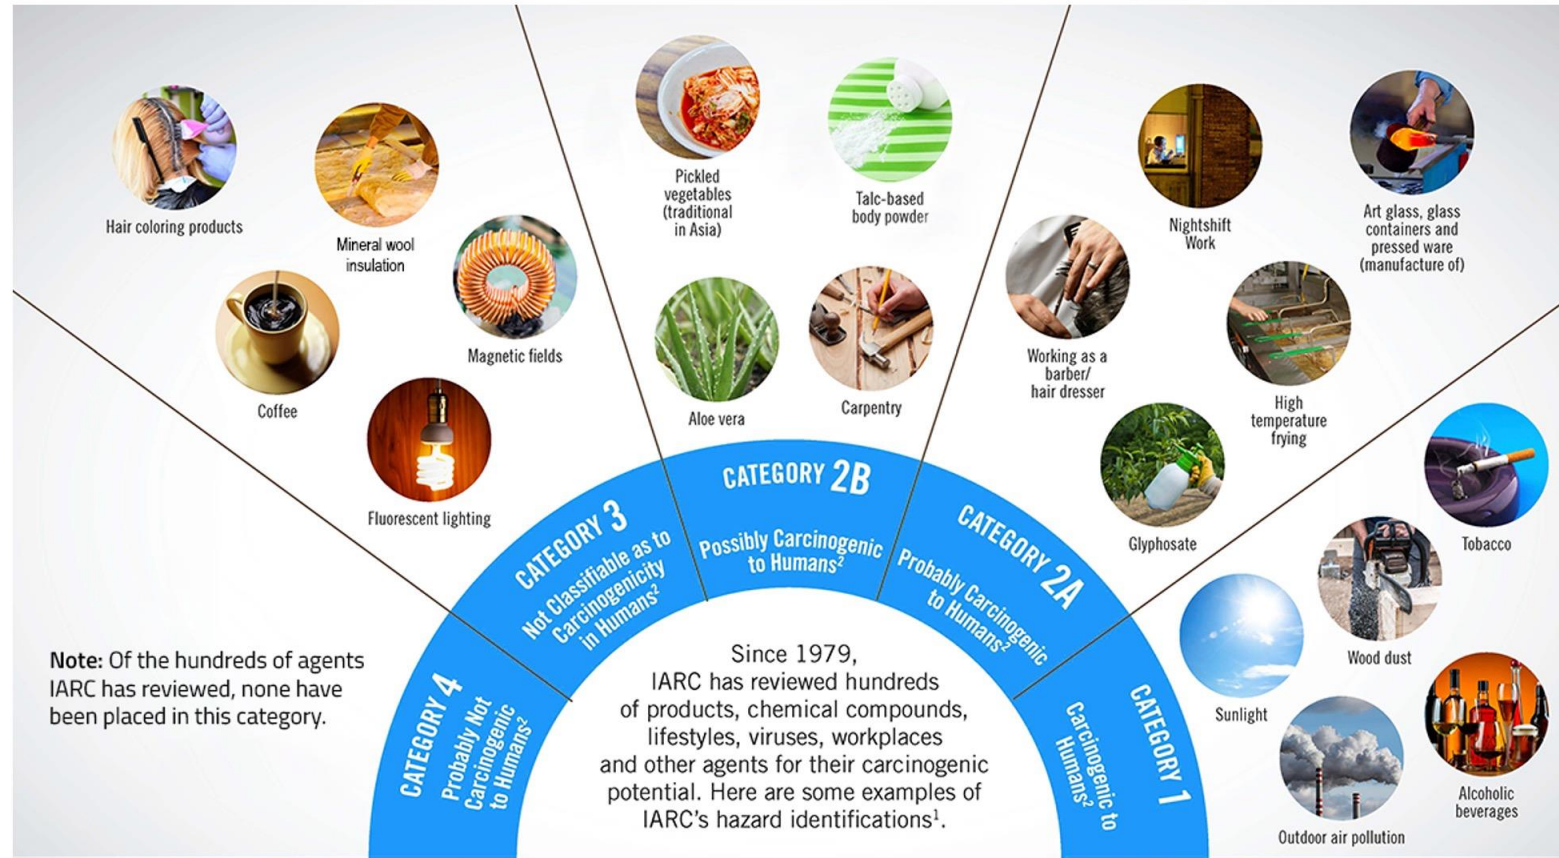 Hair coloring products
Mineral wool
insulation
Coffee
Magnetic fields
Fluorescent lighting
Pickled
vegetables
(traditional
in Asia)
Talc-based
body powder
Aloe vera
Carpentry
Nightshift
Work
Art glass, glass
containers and
pressed ware
(manufacture of)
Working as a
barber/
hair dresser
High
temperature
frying
Glyphosate
Tobacco
Wood dust
Sunlight
Alcoholic
beverages
Outdoor air pollution
Note: Of the hundreds of agents
IARC has reviewed, none have
been placed in this category.
CATEGORY 4
Probably Not
Carcinogenic
to Humans²
CATEGORY 3
Not Classifiable as to
Carcinogenicity
in Humans²
CATEGORY 2B
Possibly Carcinogenic
to Humans²
CATEGORY 2A
Probably Carcinogenic
to Humans²
CATEGORY 1
Carcinogenic to
Humans²
Since 1979,
IARC has reviewed hundreds
of products, chemical compounds,
lifestyles, viruses, workplaces
and other agents for their carcinogenic
potential. Here are some examples of
IARC's hazard identifications¹.